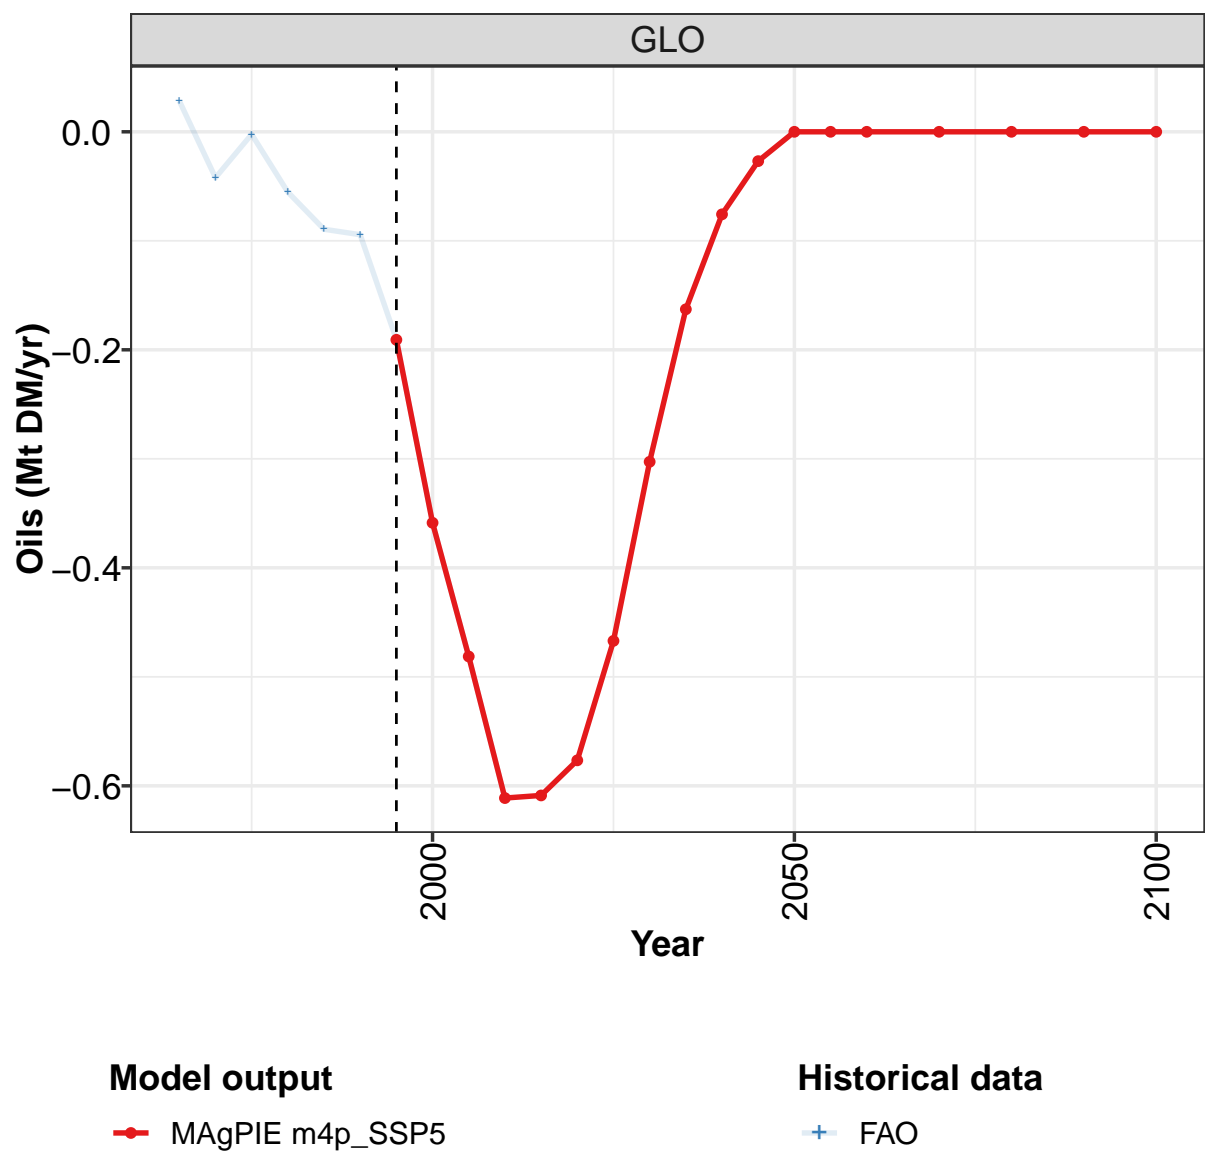 GLO
0.0
−0.2
−0.4
−0.6
Oils (Mt DM/yr)
2000
2050
2100
Year
Model output
MAgPIE m4p_SSP5
Historical data
FAO